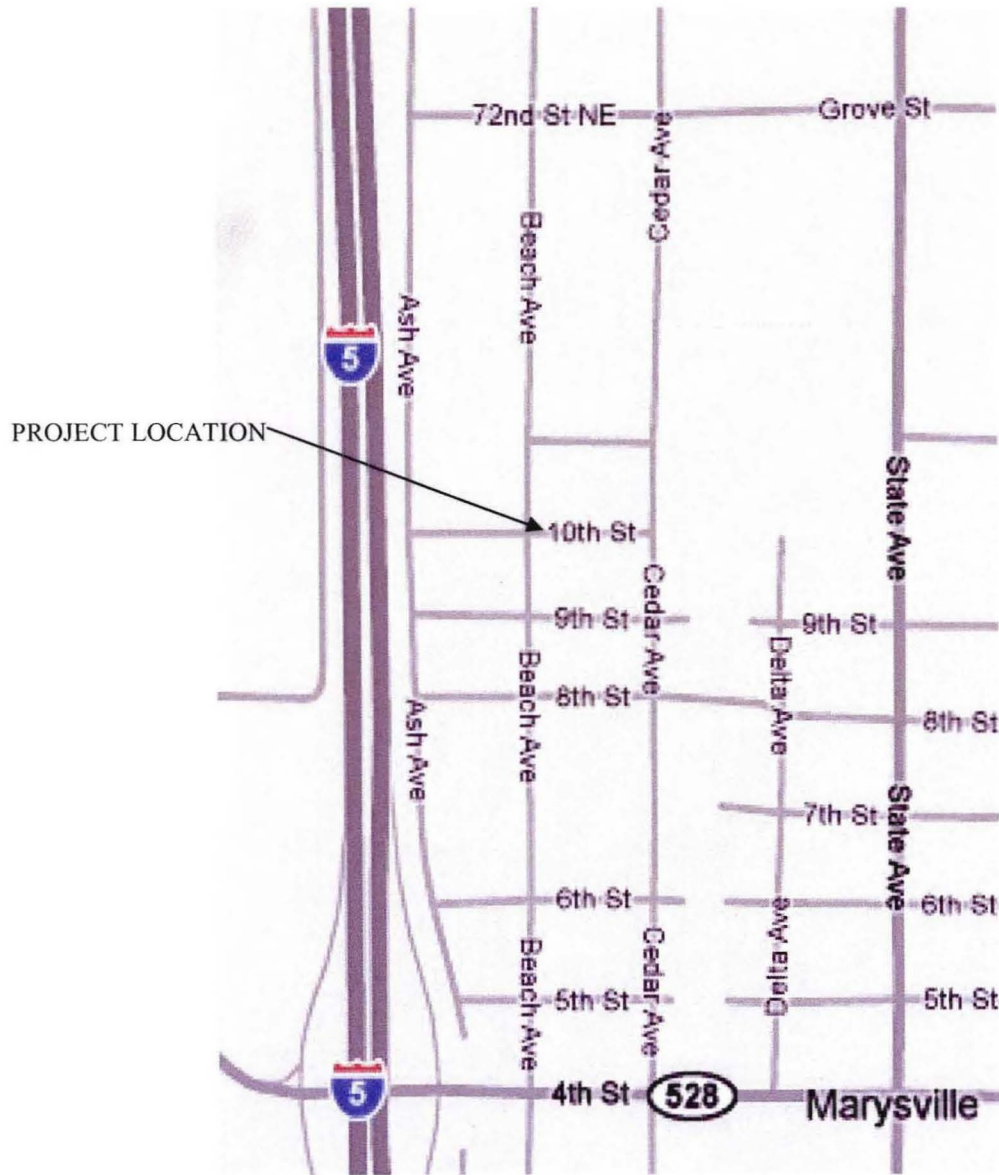 72nd St NE
Grove St
Cedar Ave
Beach Ave
Ash Ave
5
PROJECT LOCATION
State Ave
10th St
Cedar Ave
9th St
9th St
Delta Ave
Beach Ave
8th St
8th St
Ash Ave
State Ave
7th St
6th St
Delta Ave
6th St
Beach Ave
Cedar Ave
5th St
5th St
5
4th St
528
Marysville